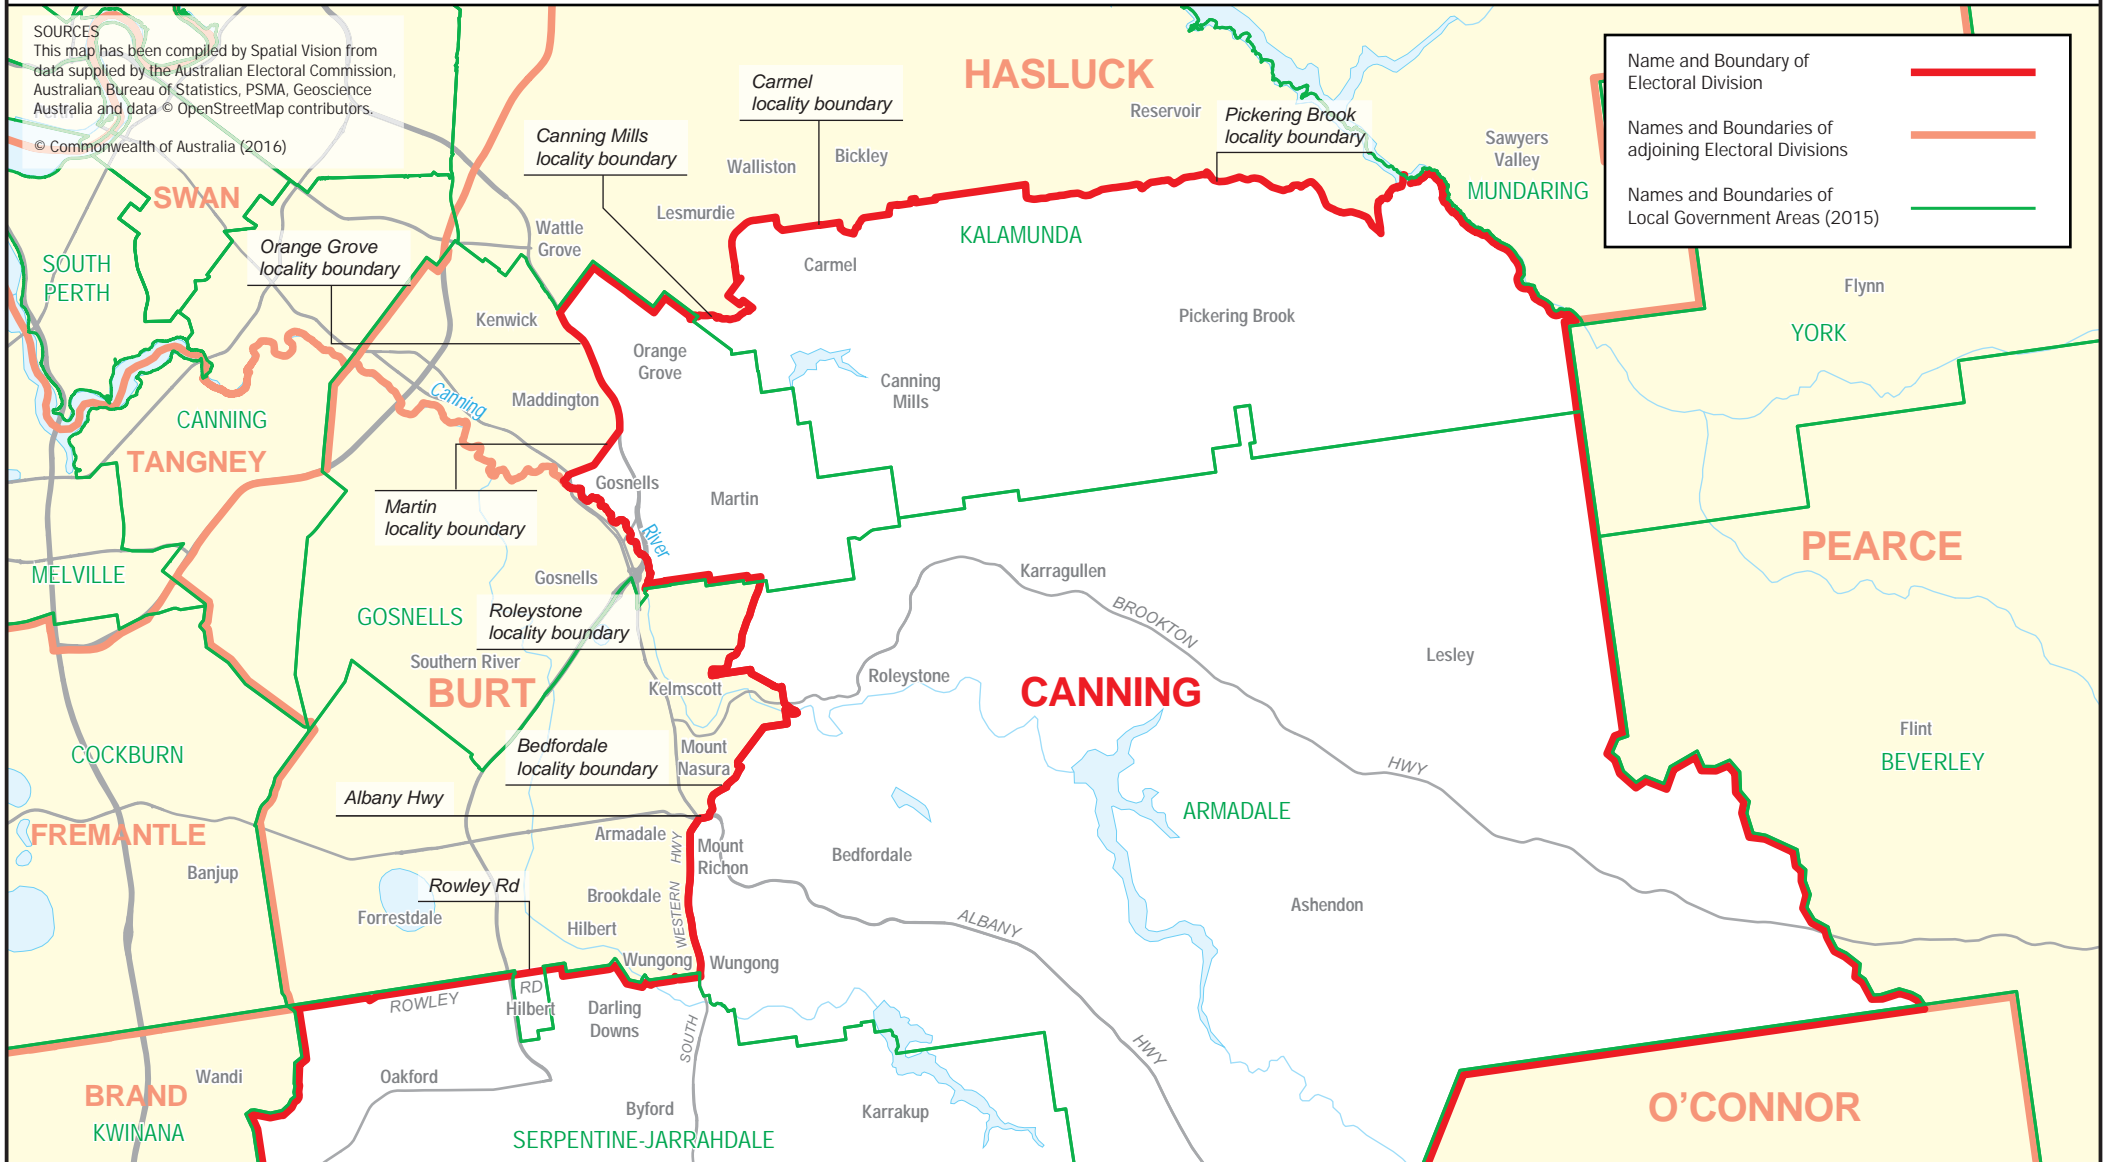 SOURCES
This map has been compiled by Spatial Vision from
data supplied by the Australian Electoral Commission,
Australian Bureau of Statistics, PSMA, Geoscience
Australia and data © OpenStreetMap contributors.
© Commonwealth of Australia (2016)
Name and Boundary of
Electoral Division
Names and Boundaries of
adjoining Electoral Divisions
Names and Boundaries of
Local Government Areas (2015)
HASLUCK
Carmel
locality boundary
Reservoir
Pickering Brook
locality boundary
Canning Mills
locality boundary
Walliston
Bickley
Sawyers
Valley
MUNDARING
SWAN
Lesmurdie
Wattle
Grove
KALAMUNDA
Orange Grove
locality boundary
SOUTH
PERTH
Carmel
Flynn
Kenwick
Pickering Brook
YORK
Orange
Grove
Canning
Mills
Canning
Maddington
CANNING
TANGNEY
Gosnells
Martin
Martin
locality boundary
River
PEARCE
MELVILLE
Gosnells
Karragullen
GOSNELLS
Roleystone
locality boundary
BROOKTON
Southern River
BURT
Kelmscott
Roleystone
Lesley
CANNING
COCKBURN
Bedfordale
locality boundary
Mount
Nasura
Flint
BEVERLEY
HWY
Albany Hwy
ARMADALE
FREMANTLE
Armadale
HWY
Mount
Richon
Bedfordale
Banjup
Rowley Rd
Brookdale
WESTERN
Forrestdale
Hilbert
ALBANY
Ashendon
Wungong
Wungong
ROWLEY
RD
Hilbert
Darling
Downs
SOUTH
HWY
BRAND
Wandi
Oakford
KWINANA
Byford
Karrakup
O'CONNOR
SERPENTINE-JARRAHDALE